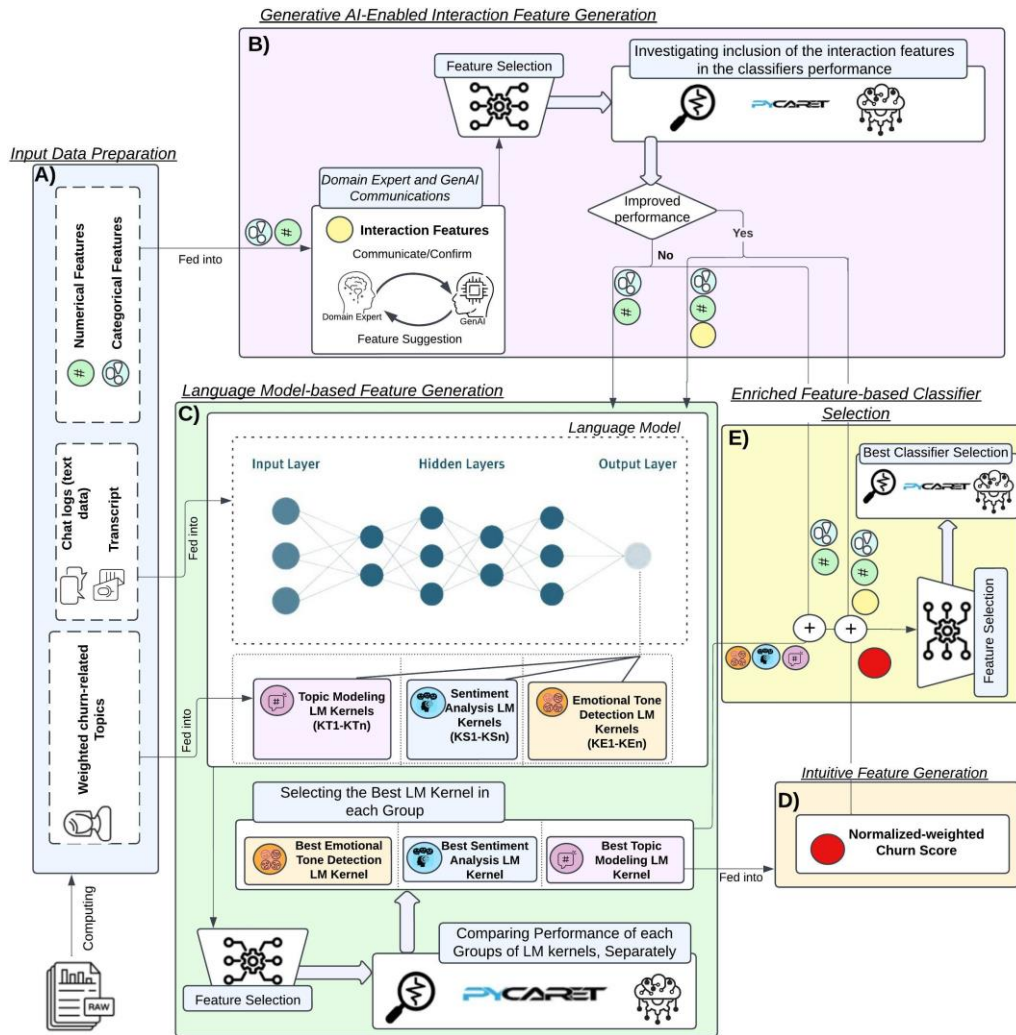 Generative AI-Enabled Interaction Feature Generation
B)
Feature Selection
Investigating inclusion of the interaction features
in the classifiers performance
PYCARET
Input Data Preparation
A)
Numerical Features
Categorical Features
#
Fed into
#
Domain Expert and GenAI
Communications
Interaction Features
Communicate/Confirm
Domain Expert
GenAI
Feature Suggestion
Improved
performance
Yes
No
#
#
Chat logs (text
data)
Transcript
Fed into
Weighted churn-related
Topics
Fed into
Computing
RAW
Language Model-based Feature Generation
C)
Language Model
Input Layer
Hidden Layers
Output Layer
#
Topic Modeling
LM Kernels
(KT1-KTn)
Sentiment
Analysis LM
Kernels
(KS1-KSn)
Emotional Tone
Detection LM
Kernels
(KE1-KEn)
Selecting the Best LM Kernel in
each Group
Best Emotional
Tone Detection
LM Kernel
Best Sentiment
Analysis LM
Kernel
#
Best Topic
Modeling LM
Kernel
Fed into
Feature Selection
Comparing Performance of each
Groups of LM kernels, Separately
PYCARET
Enriched Feature-based Classifier
Selection
E)
Best Classifier Selection
PYCARET
#
#
+
+
#
Feature Selection
Intuitive Feature Generation
D)
Normalized-weighted
Churn Score